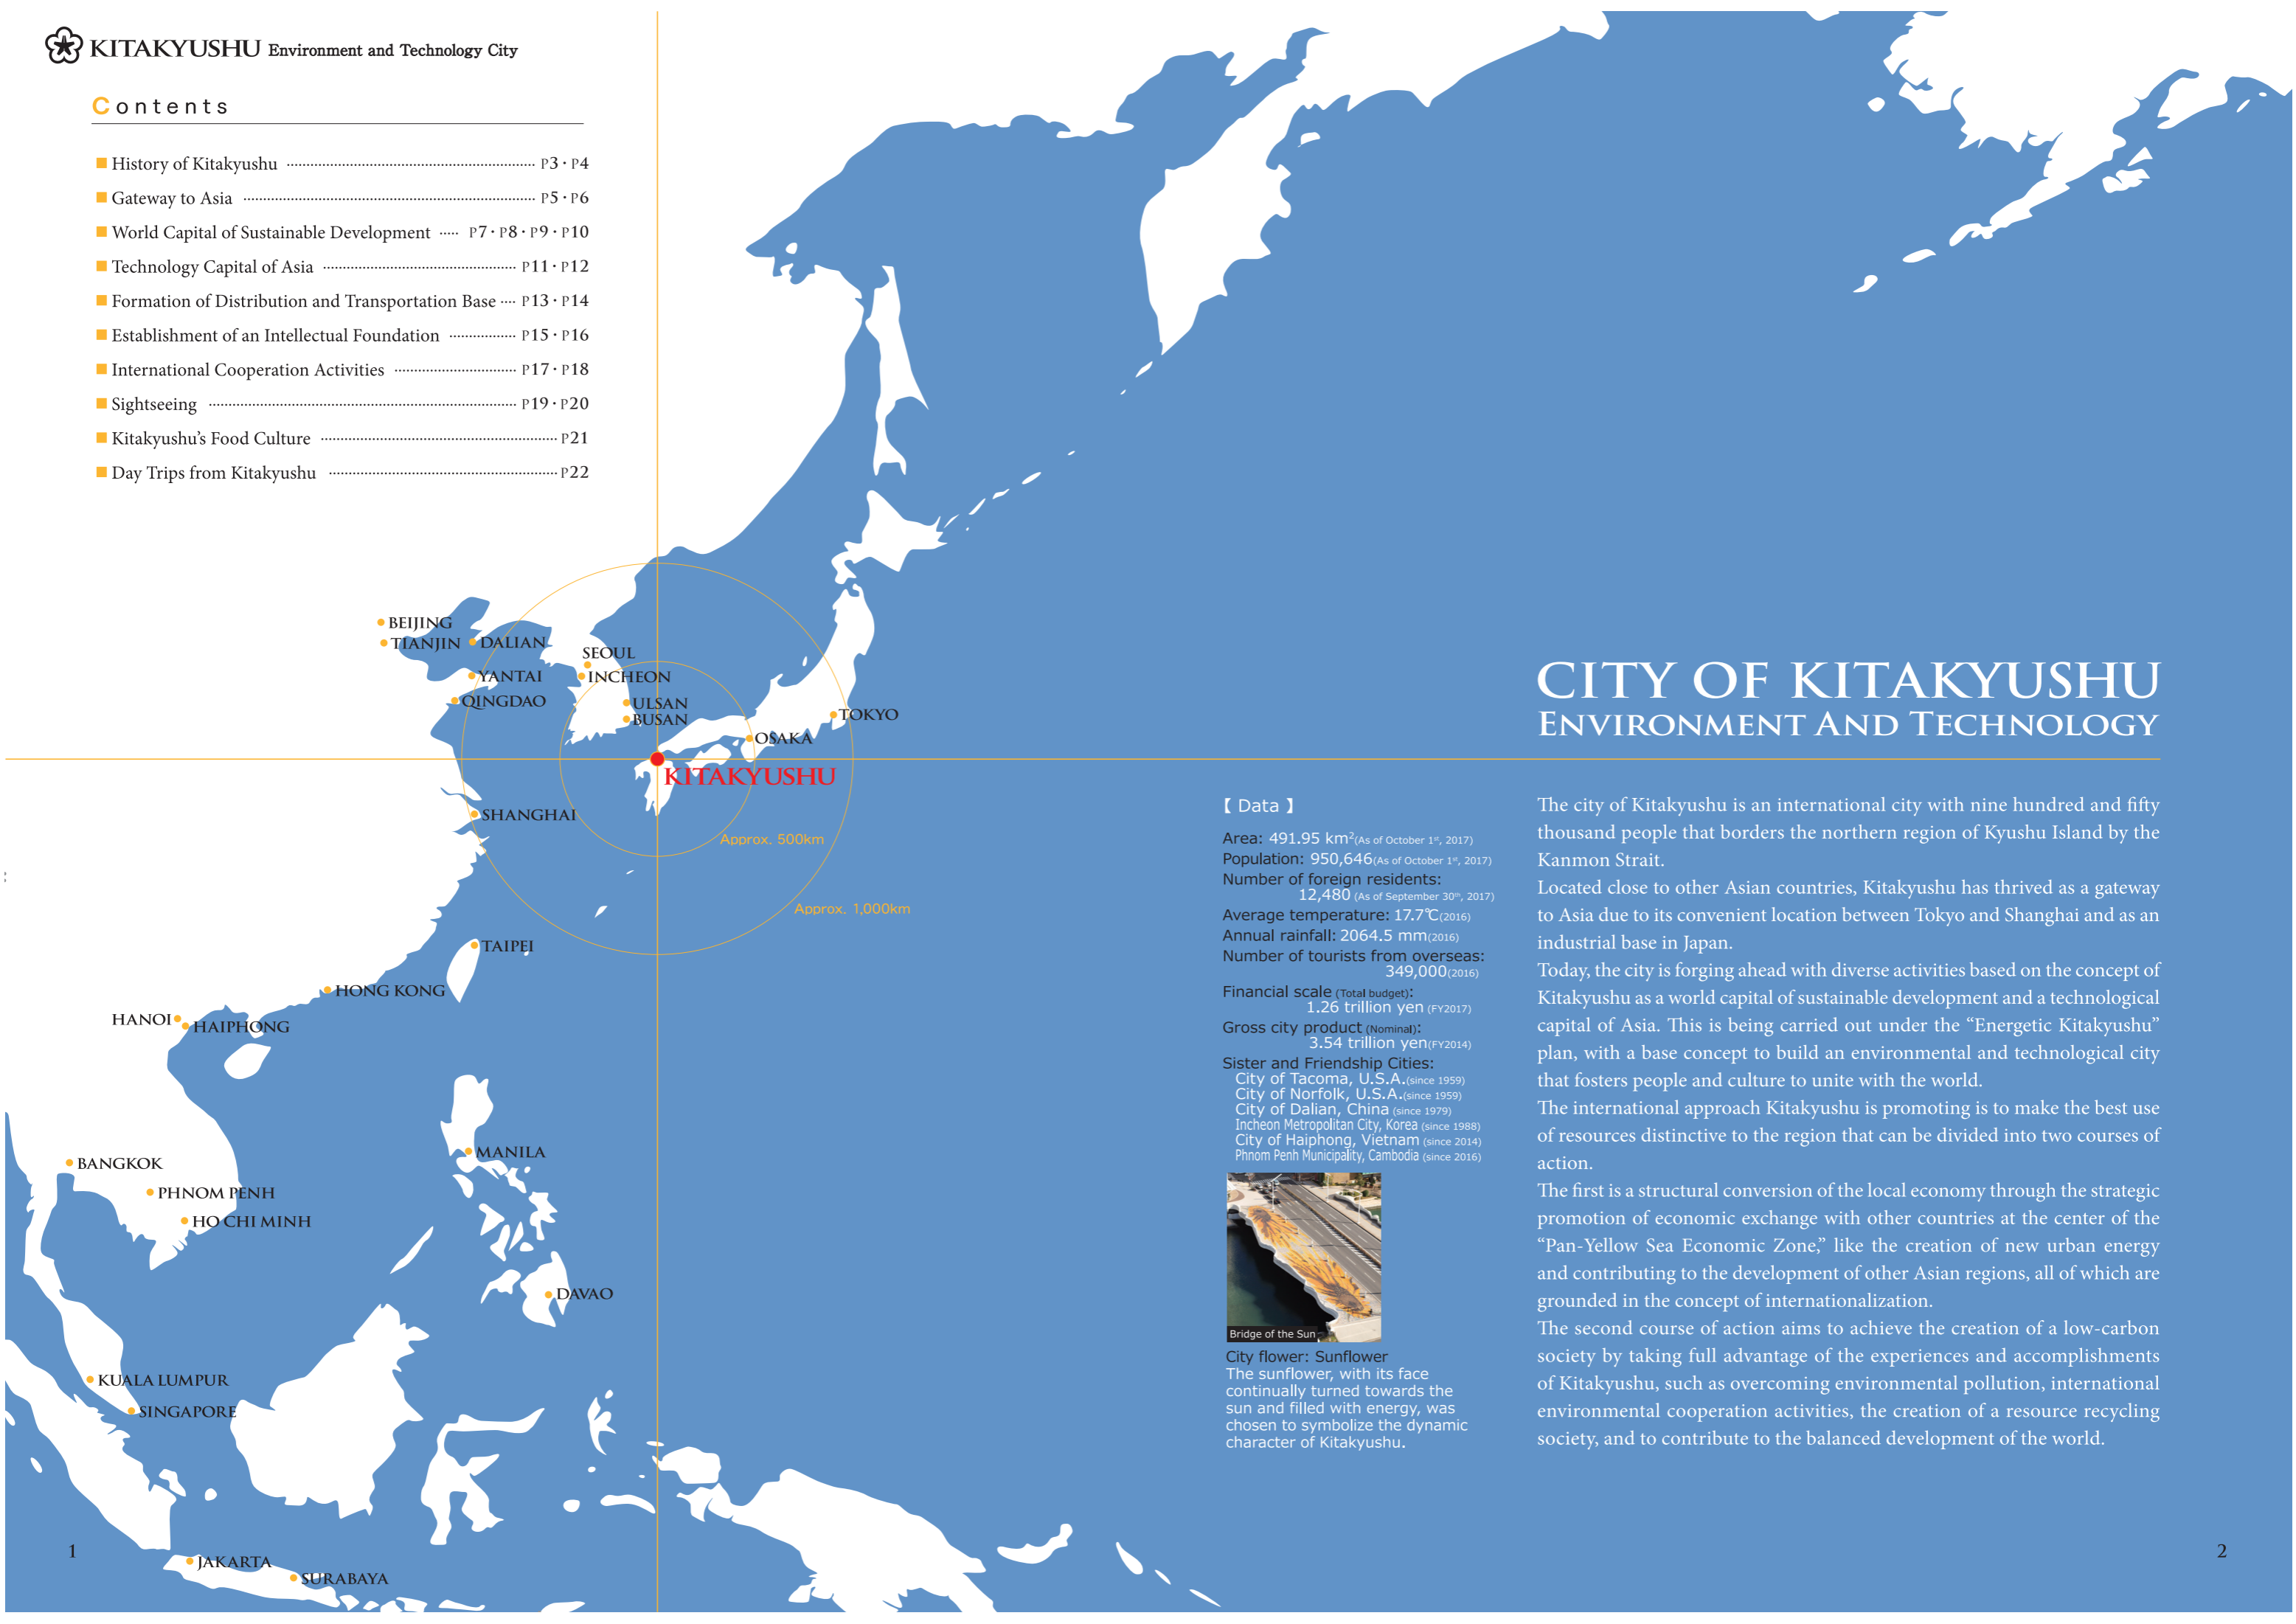 KITAKYUSHU Environment and Technology City
Contents
■ History of Kitakyushu ........ P3・P4
■ Gateway to Asia ........ P5・P6
■ World Capital of Sustainable Development ..... P7・P8・P9・P10
■ Technology Capital of Asia ........ P11・P12
■ Formation of Distribution and Transportation Base .... P13・P14
■ Establishment of an Intellectual Foundation ........ P15・P16
■ International Cooperation Activities ........ P17・P18
■ Sightseeing ........ P19・P20
■ Kitakyushu's Food Culture ........ P21
■ Day Trips from Kitakyushu ........ P22
BEIJING
TIANJIN
DALIAN
SEOUL
YANTAI
INCHEON
QINGDAO
ULSAN
BUSAN
TOKYO
OSAKA
KITAKYUSHU
SHANGHAI
Approx. 500km
Approx. 1,000km
TAIPEI
HONG KONG
HANOI
HAIPHONG
MANILA
BANGKOK
PHNOM PENH
HO CHI MINH
DAVAO
KUALA LUMPUR
SINGAPORE
JAKARTA
SURABAYA
1
CITY OF KITAKYUSHU
ENVIRONMENT AND TECHNOLOGY
【 Data 】
Area: 491.95 km²(As of October 1st, 2017)
Population: 950,646(As of October 1st, 2017)
Number of foreign residents:
12,480 (As of September 30th, 2017)
Average temperature: 17.7℃(2016)
Annual rainfall: 2064.5 mm(2016)
Number of tourists from overseas:
349,000(2016)
Financial scale (Total budget):
1.26 trillion yen (FY2017)
Gross city product (Nominal):
3.54 trillion yen(FY2014)
Sister and Friendship Cities:
City of Tacoma, U.S.A.(since 1959)
City of Norfolk, U.S.A.(since 1959)
City of Dalian, China (since 1979)
Incheon Metropolitan City, Korea (since 1988)
City of Haiphong, Vietnam (since 2014)
Phnom Penh Municipality, Cambodia (since 2016)
Bridge of the Sun
City flower: Sunflower
The sunflower, with its face
continually turned towards the
sun and filled with energy, was
chosen to symbolize the dynamic
character of Kitakyushu.
The city of Kitakyushu is an international city with nine hundred and fifty
thousand people that borders the northern region of Kyushu Island by the
Kanmon Strait.
Located close to other Asian countries, Kitakyushu has thrived as a gateway
to Asia due to its convenient location between Tokyo and Shanghai and as an
industrial base in Japan.
Today, the city is forging ahead with diverse activities based on the concept of
Kitakyushu as a world capital of sustainable development and a technological
capital of Asia. This is being carried out under the “Energetic Kitakyushu”
plan, with a base concept to build an environmental and technological city
that fosters people and culture to unite with the world.
The international approach Kitakyushu is promoting is to make the best use
of resources distinctive to the region that can be divided into two courses of
action.
The first is a structural conversion of the local economy through the strategic
promotion of economic exchange with other countries at the center of the
“Pan-Yellow Sea Economic Zone,” like the creation of new urban energy
and contributing to the development of other Asian regions, all of which are
grounded in the concept of internationalization.
The second course of action aims to achieve the creation of a low-carbon
society by taking full advantage of the experiences and accomplishments
of Kitakyushu, such as overcoming environmental pollution, international
environmental cooperation activities, the creation of a resource recycling
society, and to contribute to the balanced development of the world.
2